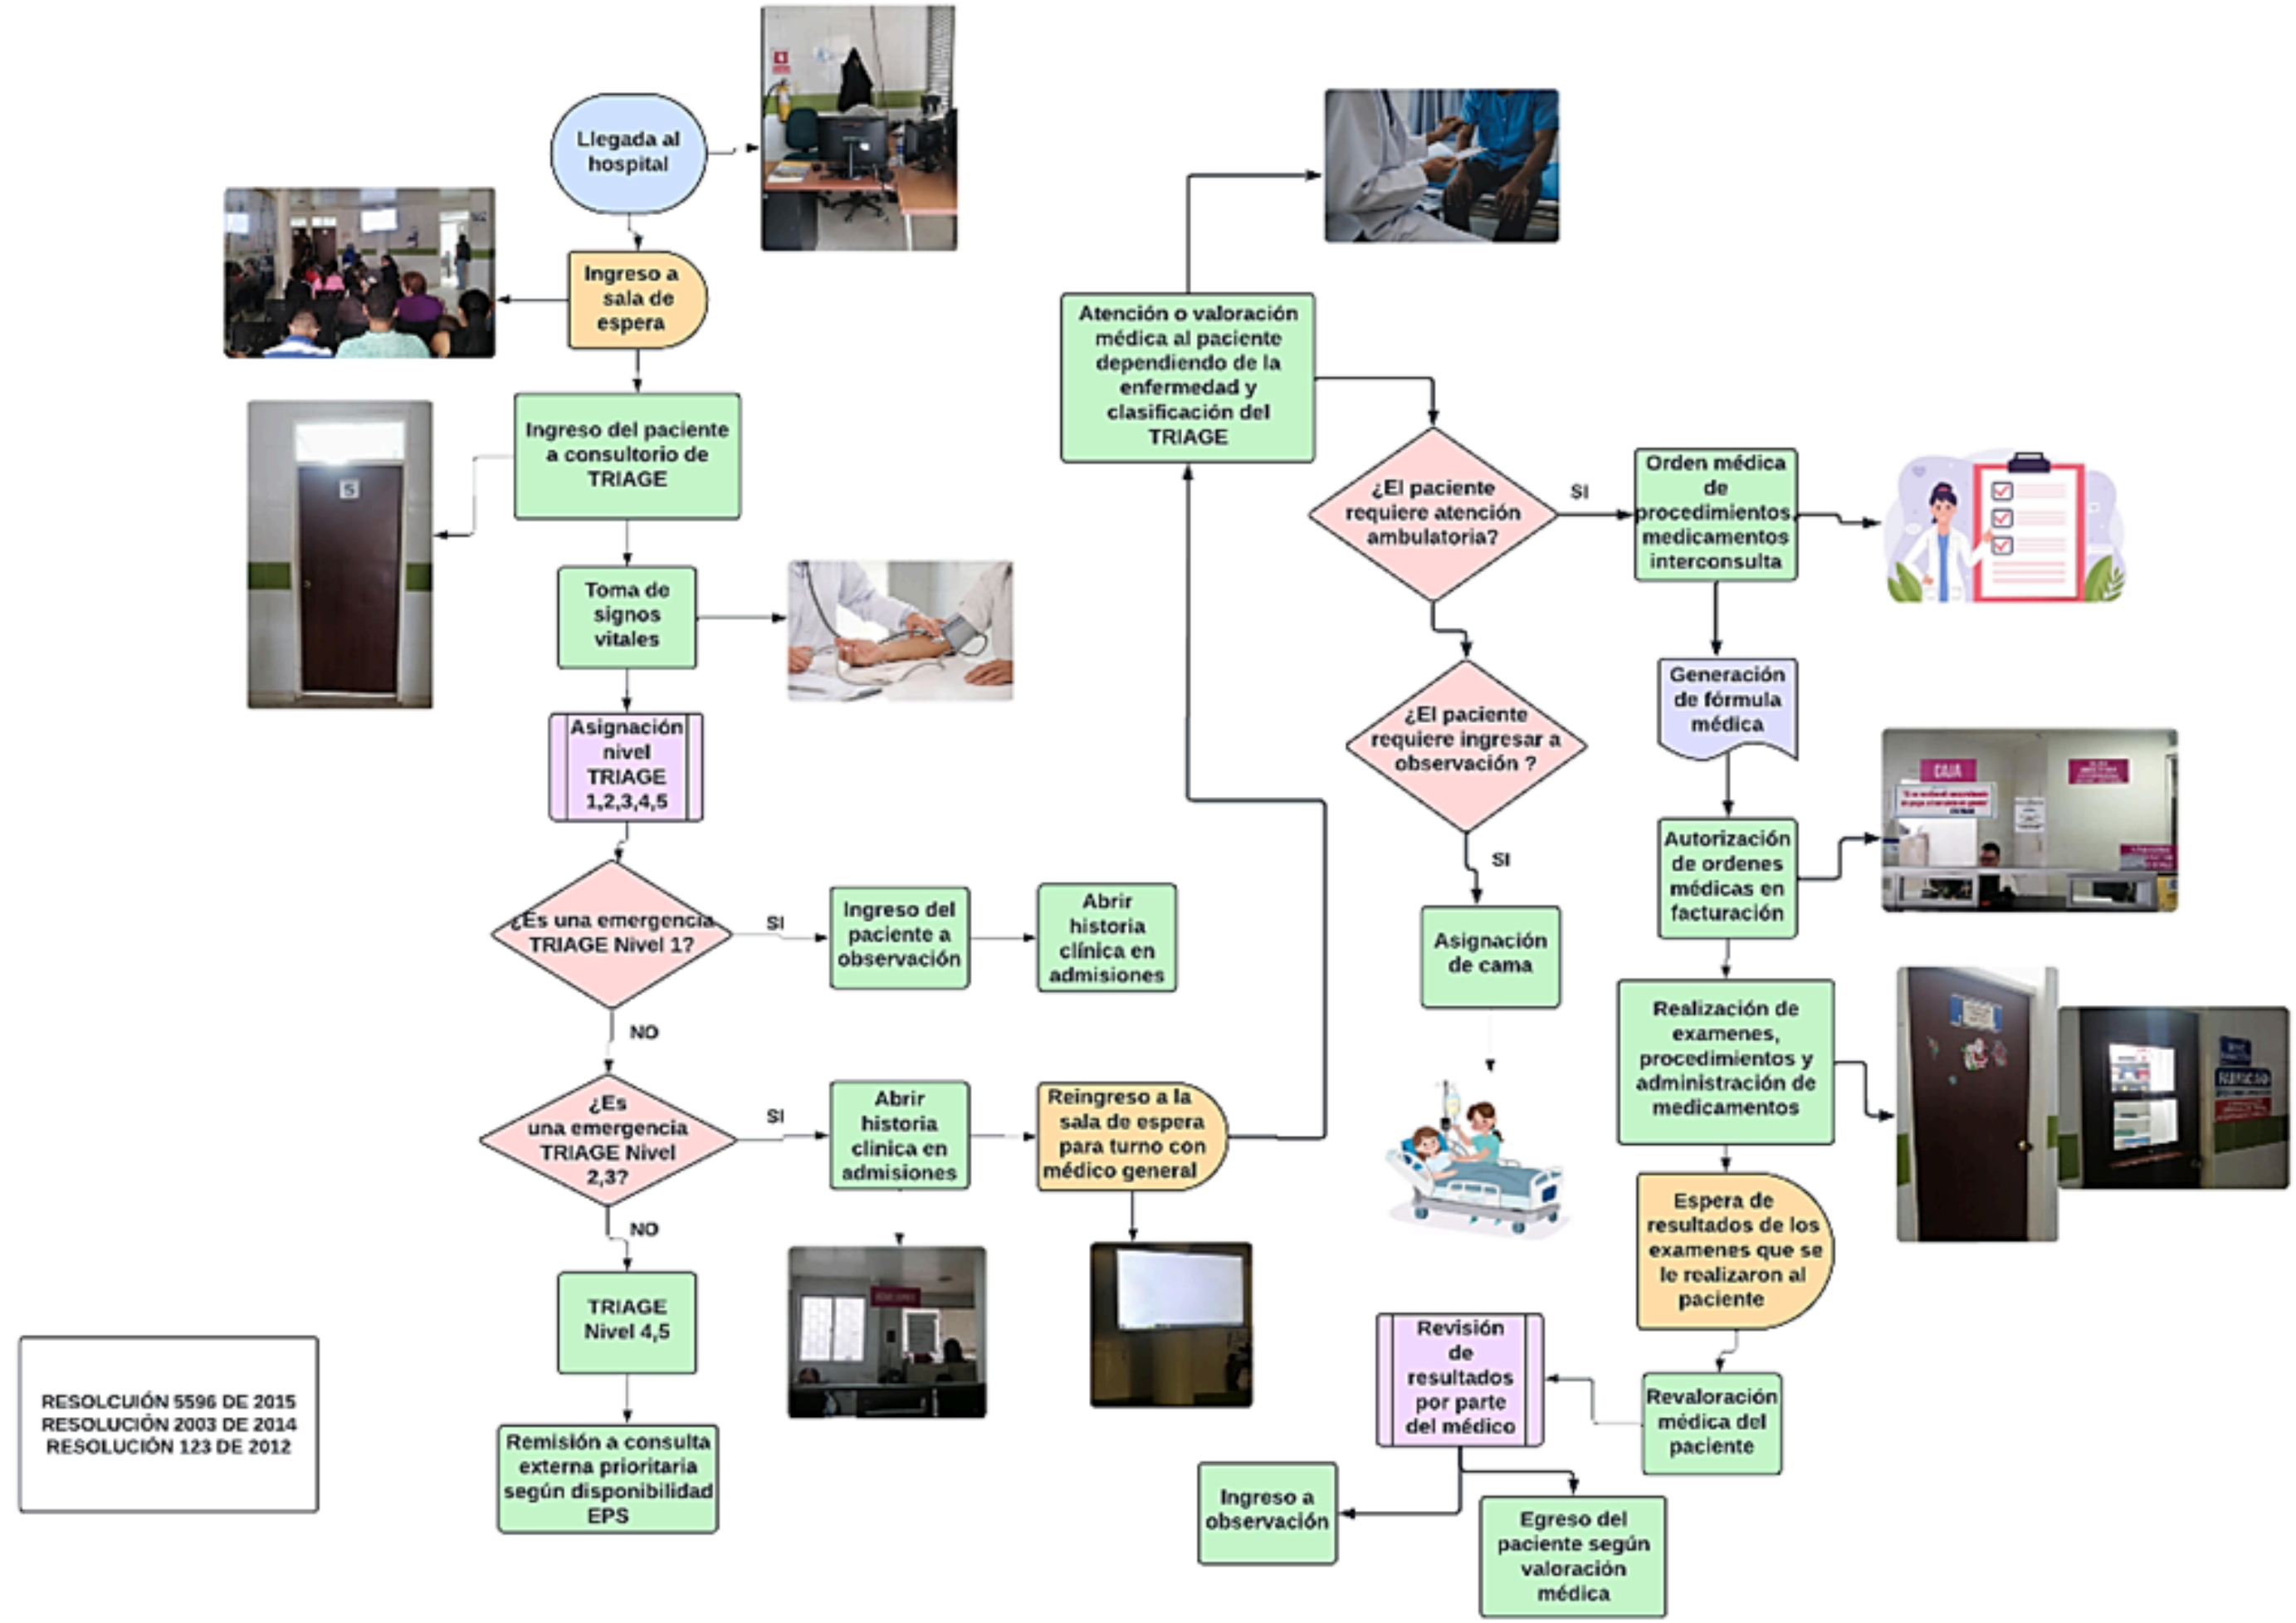 Llegada al
hospital
Ingreso a
sala de
espera
Ingreso del paciente
a consultorio de
TRIAGE
5
Toma de
signos
vitales
Asignación
nivel
TRIAGE
1,2,3,4,5
¿Es una emergencia
TRIAGE Nivel 1?
SI
Ingreso del
paciente a
observación
Abrir
historia
clínica en
admisiones
NO
¿Es
una emergencia
TRIAGE Nivel
2,3?
SI
Abrir
historia
clinica en
admisiones
Reingreso a la
sala de espera
para turno con
médico general
NO
TRIAGE
Nivel 4,5
Remisión a consulta
externa prioritaria
según disponibilidad
EPS
RESOLCUIÓN 5596 DE 2015
RESOLUCIÓN 2003 DE 2014
RESOLUCIÓN 123 DE 2012
Atención o valoración
médica al paciente
dependiendo de la
enfermedad y
clasificación del
TRIAGE
¿El paciente
requiere atención
ambulatoria?
SI
Orden médica
de
procedimientos,
medicamentos
interconsulta
¿El paciente
requiere ingresar a
observación ?
SI
Asignación
de cama
Generación
de fórmula
médica
CAJA
Autorización
de ordenes
médicas en
facturación
Realización de
examenes,
procedimientos y
administración de
medicamentos
Espera de
resultados de los
examenes que se
le realizaron al
paciente
Revaloración
médica del
paciente
Revisión
de
resultados
por parte
del médico
Ingreso a
observación
Egreso del
paciente según
valoración
médica